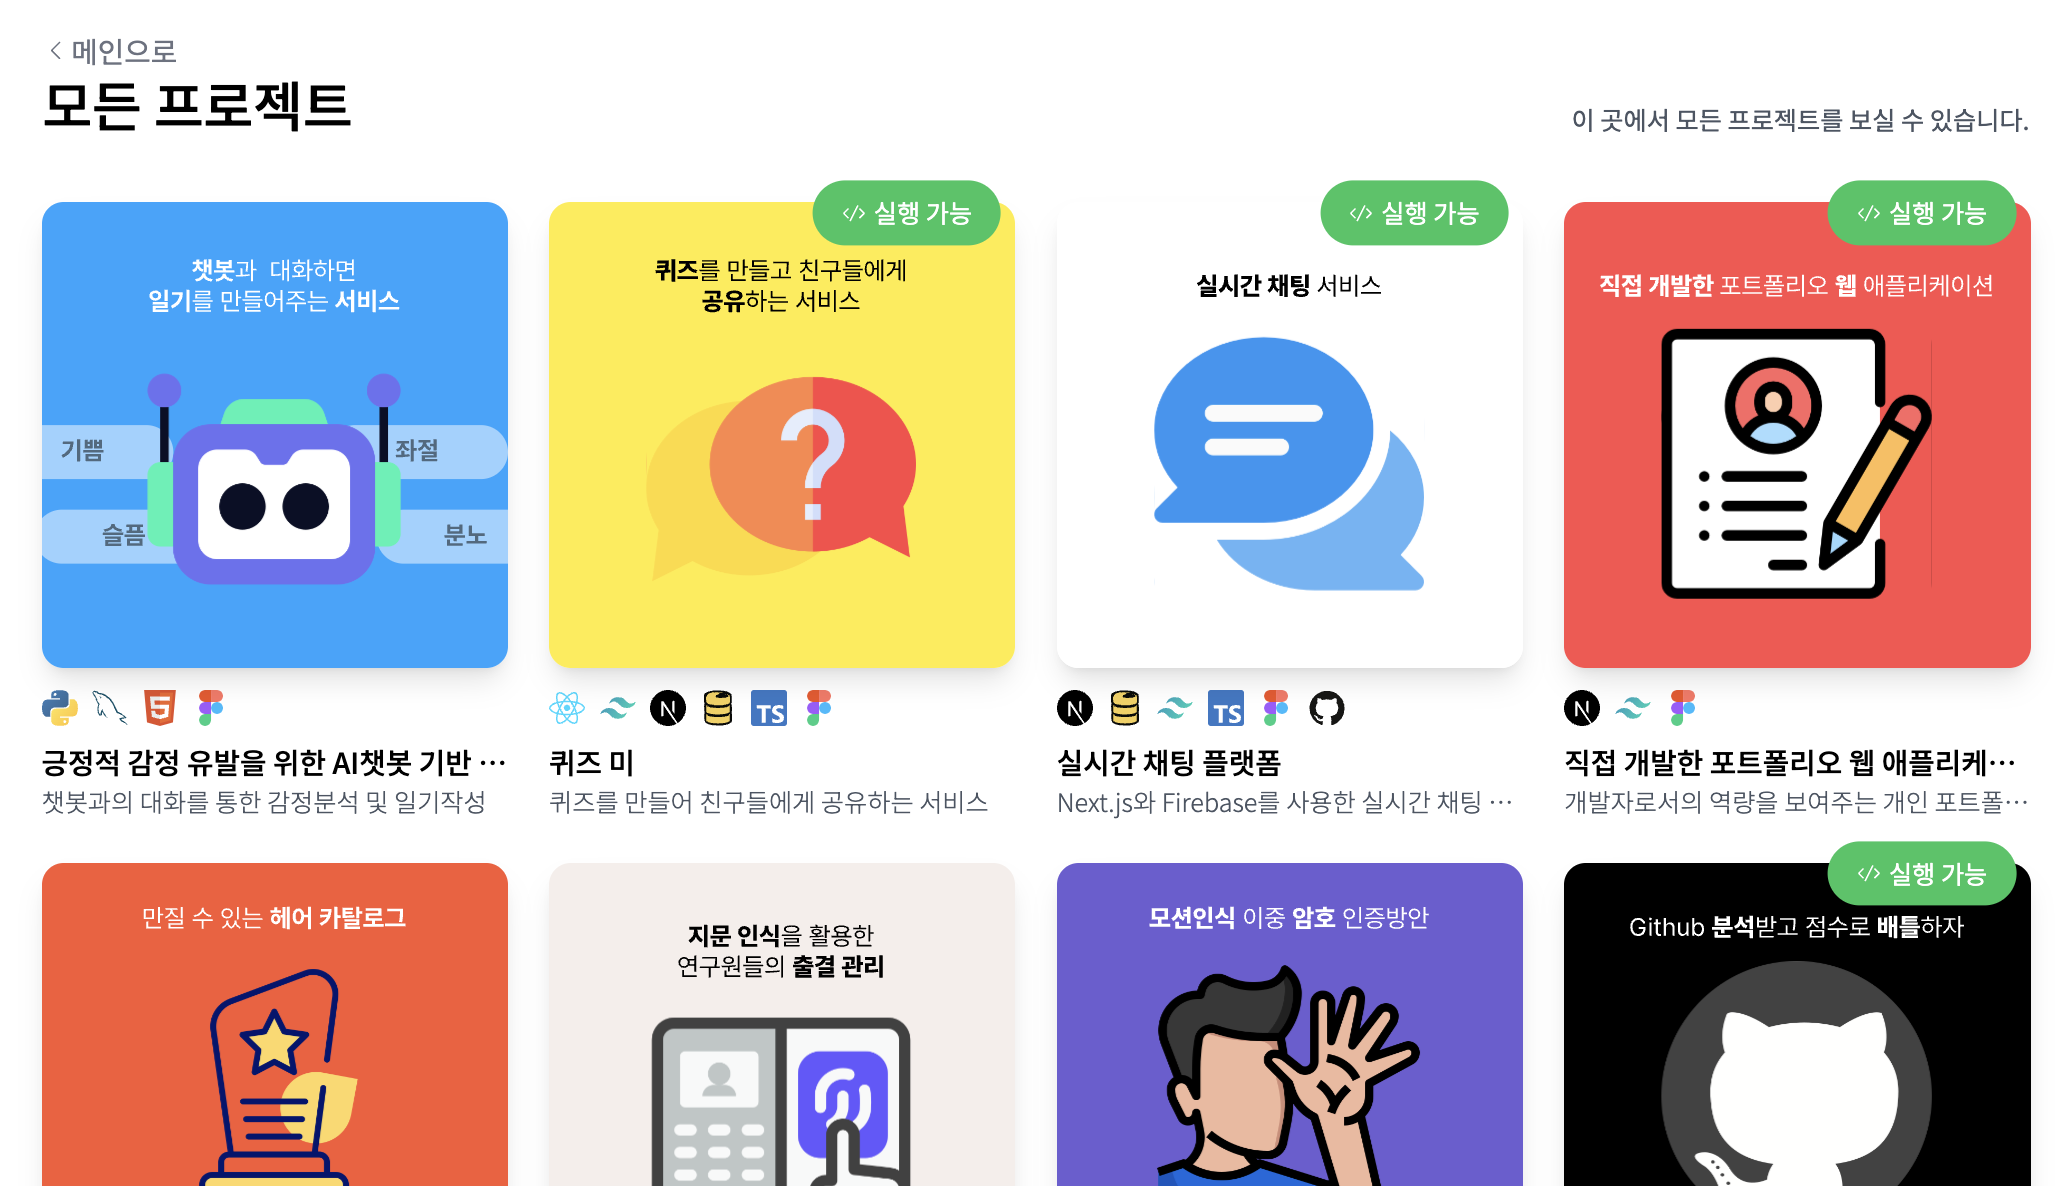 메인으로
모든 프로젝트
이 곳에서 모든 프로젝트를 보실 수 있습니다.
챗봇과 대화하면
일기를 만들어주는 서비스
기쁨
좌절
슬픔
분노
긍정적 감정 유발을 위한 AI챗봇 기반 ⋯
챗봇과의 대화를 통한 감정분석 및 일기작성
</> 실행 가능
퀴즈를 만들고 친구들에게
공유하는 서비스
?
N
TS
퀴즈 미
퀴즈를 만들어 친구들에게 공유하는 서비스
</> 실행 가능
실시간 채팅 서비스
N
TS
실시간 채팅 플랫폼
Next.js와 Firebase를 사용한 실시간 채팅 ⋯
</> 실행 가능
직접 개발한 포트폴리오 웹 애플리케이션
N
직접 개발한 포트폴리오 웹 애플리케⋯
개발자로서의 역량을 보여주는 개인 포트폴⋯
만질 수 있는 헤어 카탈로그
지문 인식을 활용한
연구원들의 출결 관리
모션인식 이중 암호 인증방안
</> 실행 가능
Github 분석받고 점수로 배틀하자